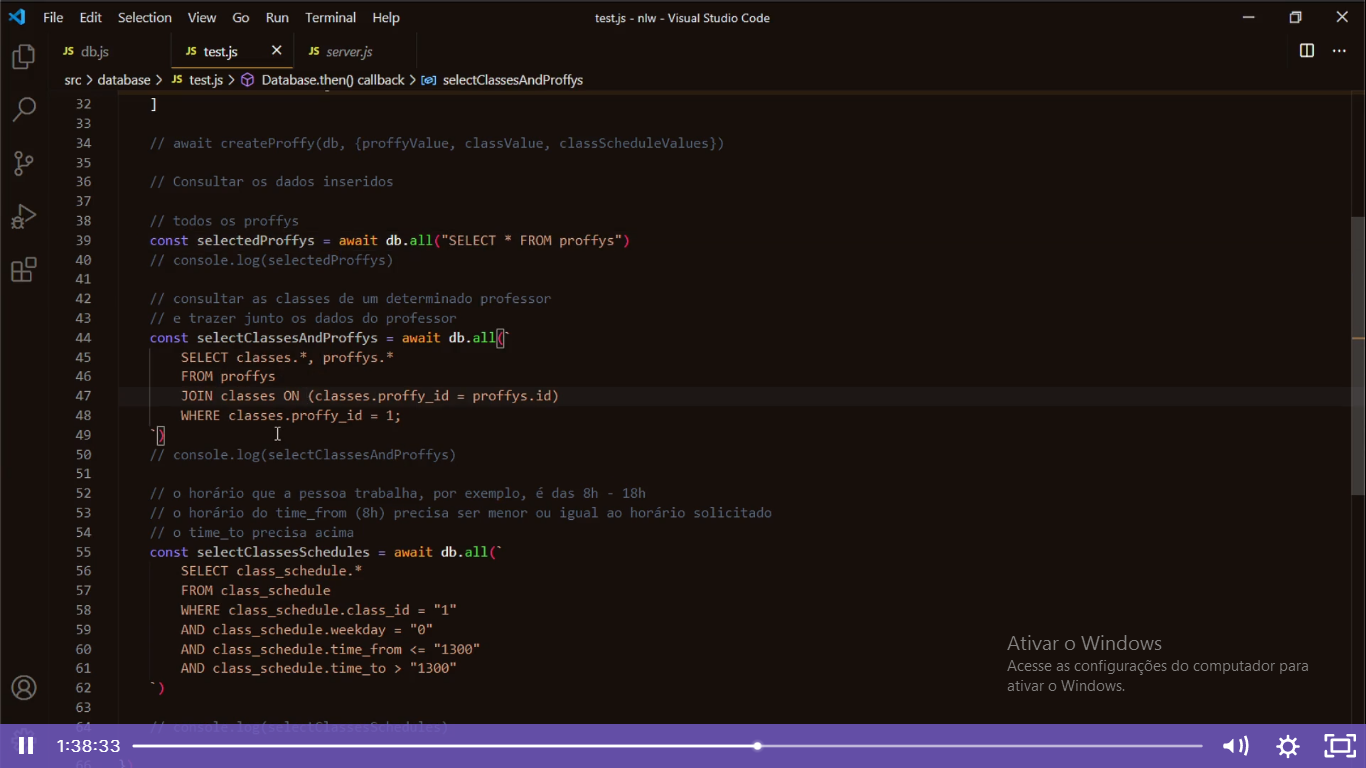 File Edit Selection View Go Run Terminal Help test.js - nlw - Visual Studio Code
JS db.js JS test.js JS server.js
src > database > JS test.js > Database.then() callback > selectClassesAndProffys
32 ]
33
34 // await createProffy(db, {proffyValue, classValue, classScheduleValues})
35
36 // Consultar os dados inseridos
37
38 // todos os proffys
39 const selectedProffys = await db.all("SELECT * FROM proffys")
40 // console.log(selectedProffys)
41
42 // consultar as classes de um determinado professor
43 // e trazer junto os dados do professor
44 const selectClassesAndProffys = await db.all(`
45 SELECT classes.*, proffys.*
46 FROM proffys
47 JOIN classes ON (classes.proffy_id = proffys.id)
48 WHERE classes.proffy_id = 1;
49 `)
50 // console.log(selectClassesAndProffys)
51
52 // o horário que a pessoa trabalha, por exemplo, é das 8h - 18h
53 // o horário do time_from (8h) precisa ser menor ou igual ao horário solicitado
54 // o time_to precisa acima
55 const selectClassesSchedules = await db.all(`
56 SELECT class_schedule.*
57 FROM class_schedule
58 WHERE class_schedule.class_id = "1"
59 AND class_schedule.weekday = "0"
60 AND class_schedule.time_from <= "1300"
61 AND class_schedule.time_to > "1300"
62 `)
63
64 // console.log(selectClassesSchedules)
Ativar o Windows
Acesse as configurações do computador para
ativar o Windows.
1:38:33